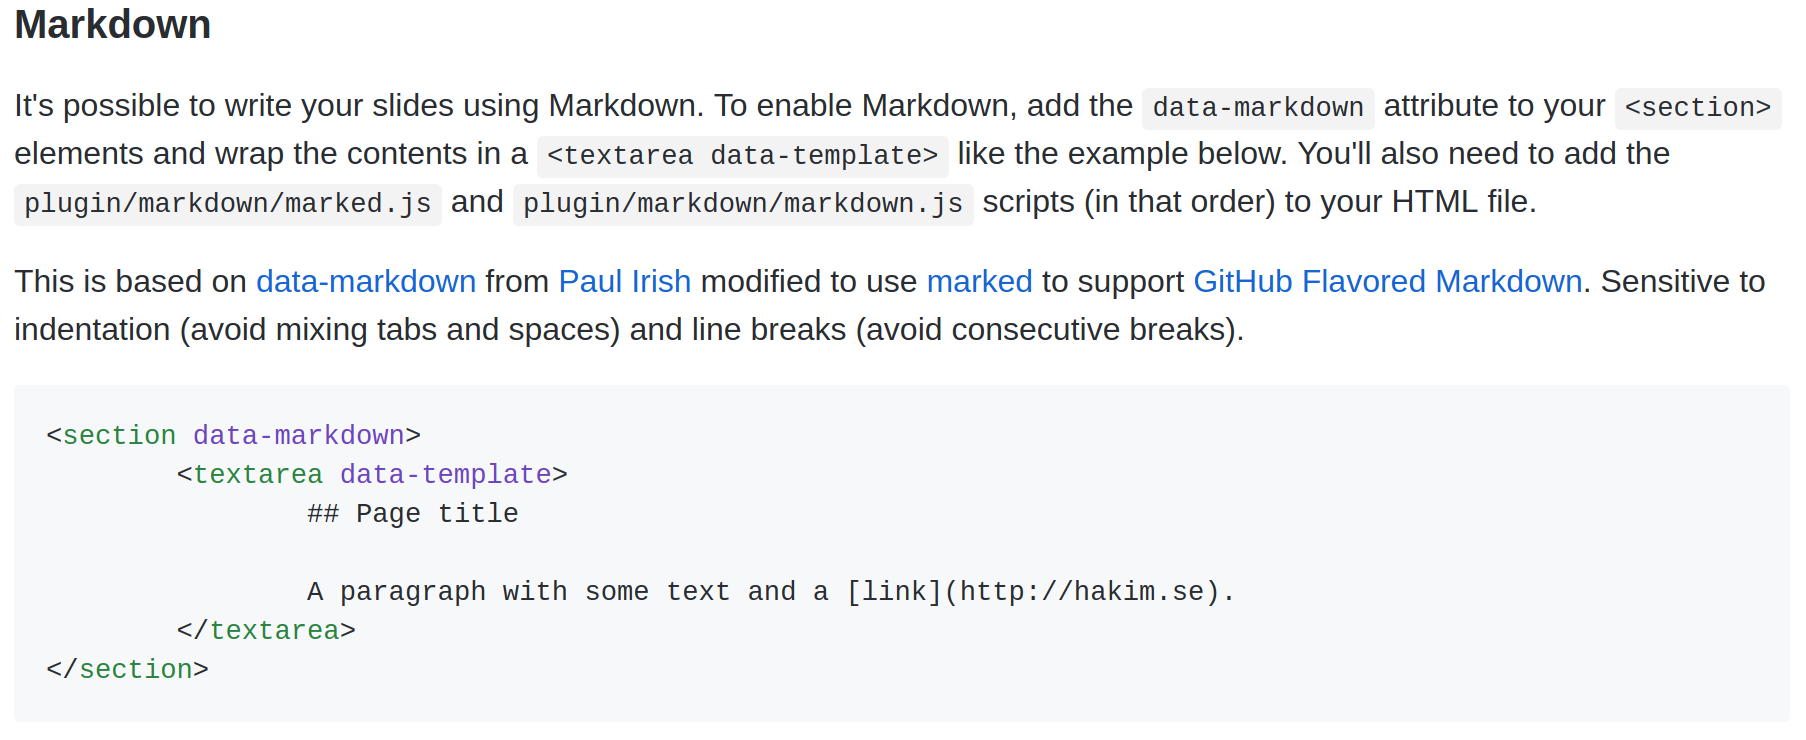 Markdown
It's possible to write your slides using Markdown. To enable Markdown, add the data-markdown attribute to your <section>
elements and wrap the contents in a <textarea data-template> like the example below. You'll also need to add the
plugin/markdown/marked.js and plugin/markdown/markdown.js scripts (in that order) to your HTML file.
This is based on data-markdown from Paul Irish modified to use marked to support GitHub Flavored Markdown. Sensitive to
indentation (avoid mixing tabs and spaces) and line breaks (avoid consecutive breaks).
<section data-markdown>
        <textarea data-template>
                ## Page title
                A paragraph with some text and a [link](http://hakim.se).
        </textarea>
</section>